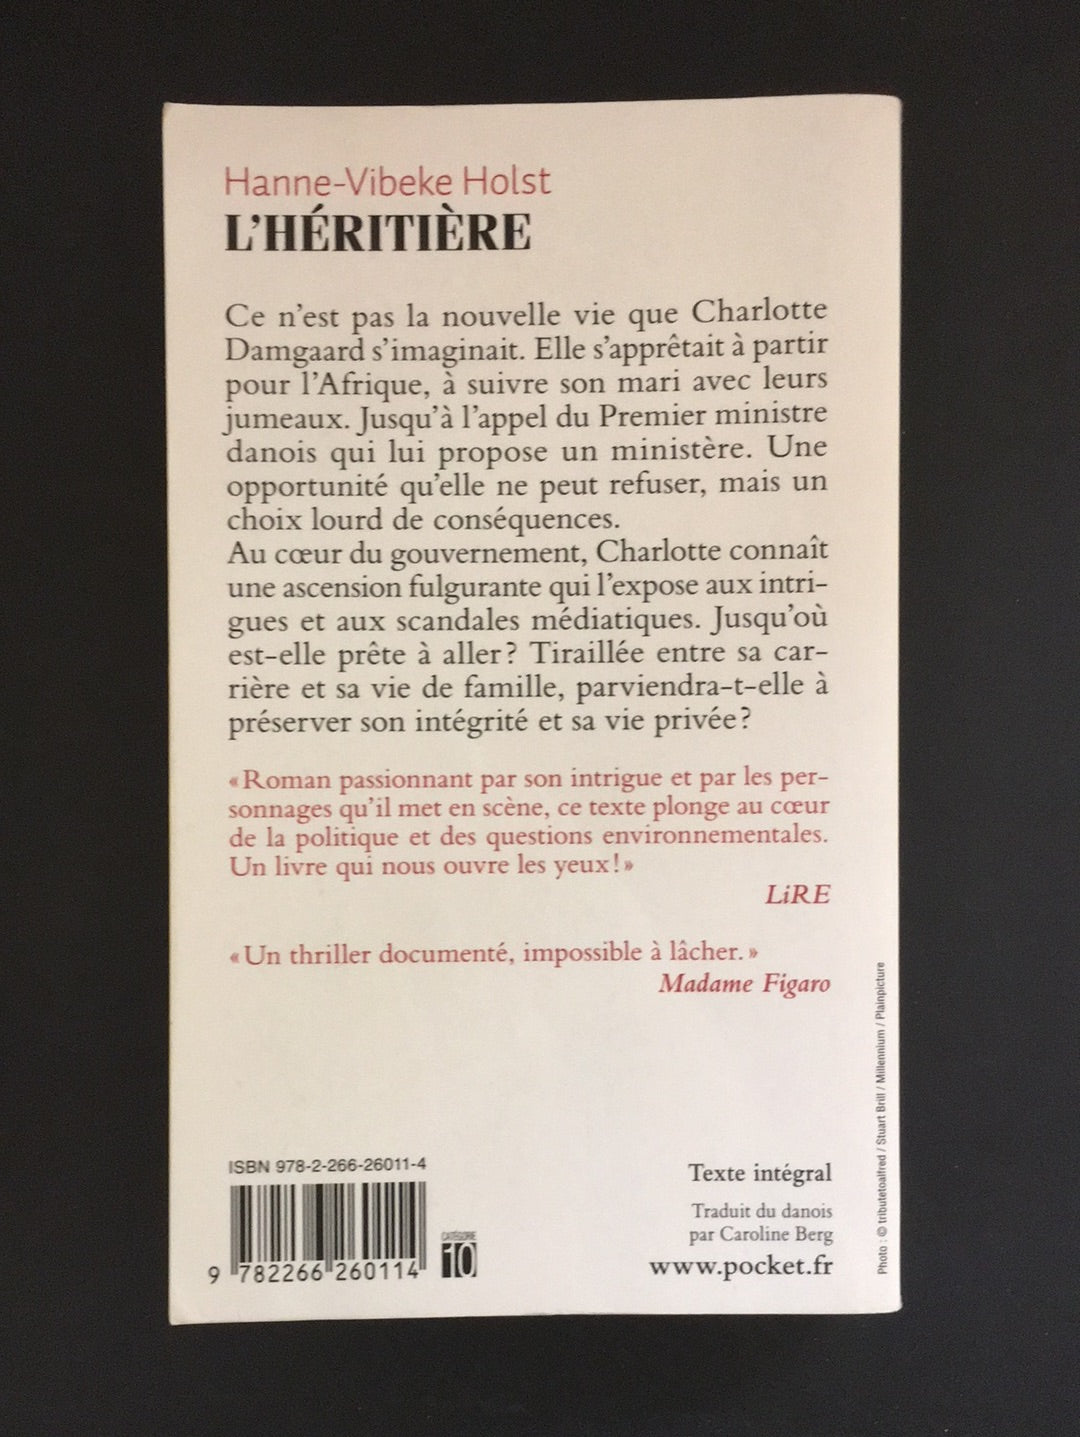 Hanne-Vibeke Holst
L'HÉRITIÈRE
Ce n'est pas la nouvelle vie que Charlotte
Damgaard s'imaginait. Elle s'apprêtait à partir
pour l'Afrique, à suivre son mari avec leurs
jumeaux. Jusqu'à l'appel du Premier ministre
danois qui lui propose un ministère. Une
opportunité qu'elle ne peut refuser, mais un
choix lourd de conséquences.
Au cœur du gouvernement, Charlotte connaît
une ascension fulgurante qui l'expose aux intri-
gues et aux scandales médiatiques. Jusqu'où
est-elle prête à aller ? Tiraillée entre sa car-
rière et sa vie de famille, parviendra-t-elle à
préserver son intégrité et sa vie privée ?
« Roman passionnant par son intrigue et par les per-
sonnages qu'il met en scène, ce texte plonge au cœur
de la politique et des questions environnementales.
Un livre qui nous ouvre les yeux ! »
LiRE
« Un thriller documenté, impossible à lâcher. »
Madame Figaro
Photo : © tributetoalfred / Stuart Brill / Millennium / Plainpicture
ISBN 978-2-266-26011-4
9 782266 260114
CATÉGORIE
10
Texte intégral
Traduit du danois
par Caroline Berg
www.pocket.fr